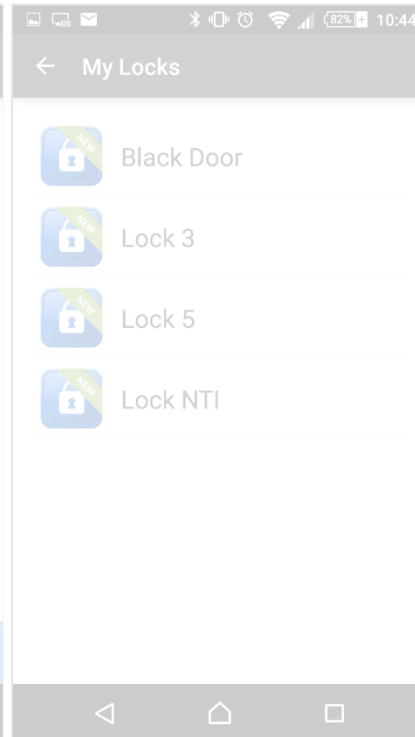 82% 10:44
My Locks
NEW
Black Door
NEW
Lock 3
NEW
Lock 5
NEW
Lock NTI